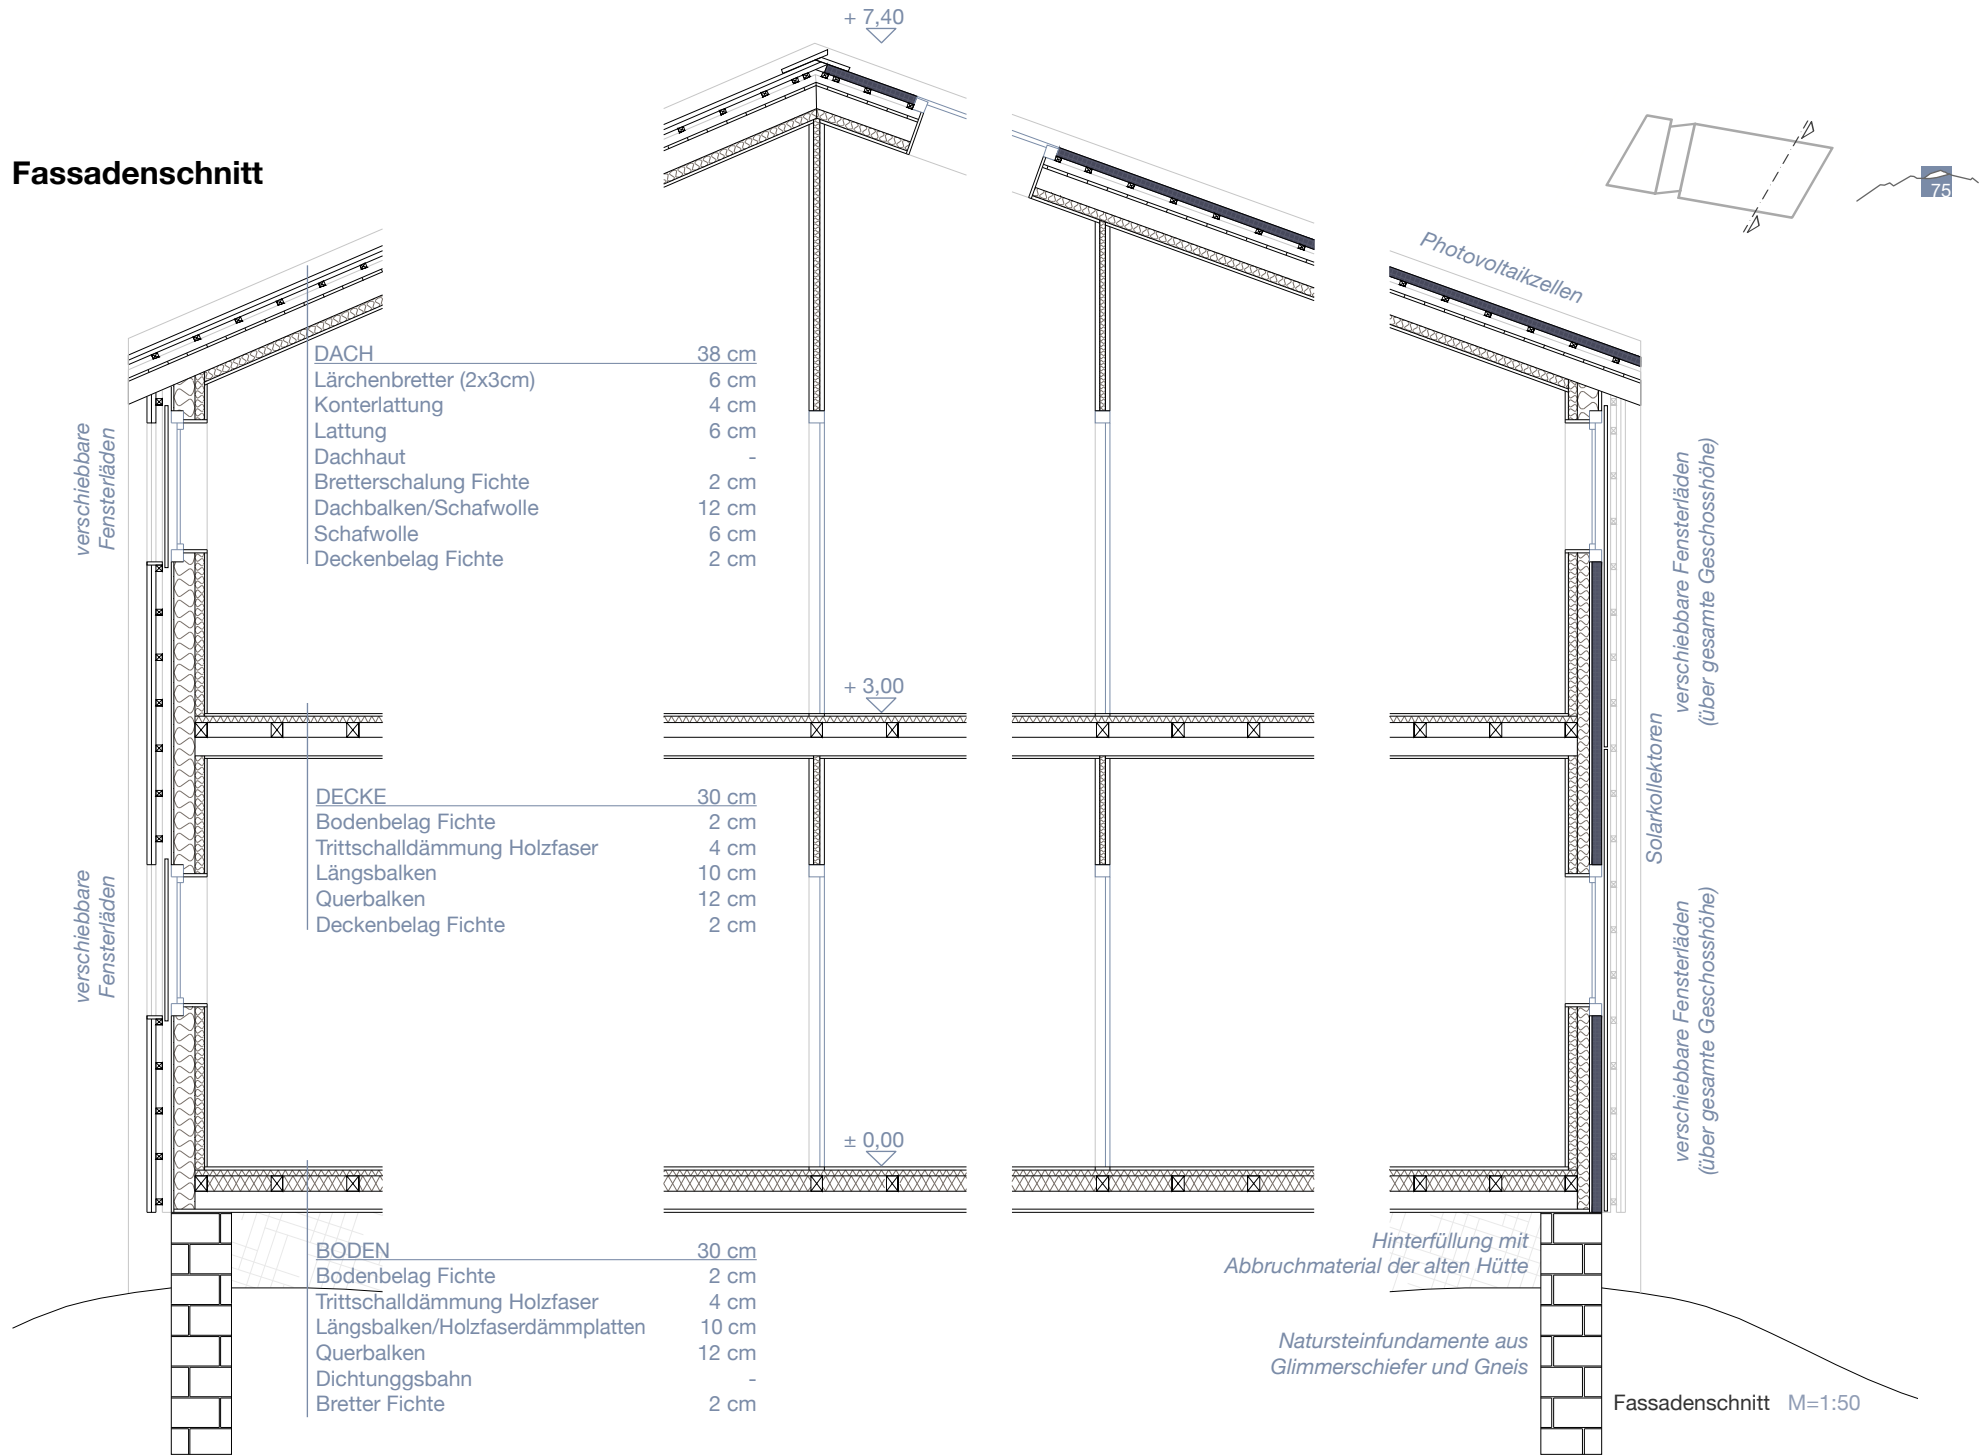 + 7,40
Fassadenschnitt
75
Photovoltaikzellen
DACH 38 cm
Lärchenbretter (2x3cm) 6 cm
Konterlattung 4 cm
Lattung 6 cm
Dachhaut -
Bretterschalung Fichte 2 cm
Dachbalken/Schafwolle 12 cm
Schafwolle 6 cm
Deckenbelag Fichte 2 cm
verschiebbare
Fensterläden
verschiebbare Fensterläden
(über gesamte Geschosshöhe)
+ 3,00
Solarkollektoren
DECKE 30 cm
Bodenbelag Fichte 2 cm
Trittschalldämmung Holzfaser 4 cm
Längsbalken 10 cm
Querbalken 12 cm
Deckenbelag Fichte 2 cm
verschiebbare
Fensterläden
verschiebbare Fensterläden
(über gesamte Geschosshöhe)
± 0,00
BODEN 30 cm
Bodenbelag Fichte 2 cm
Trittschalldämmung Holzfaser 4 cm
Längsbalken/Holzfaserdämmplatten 10 cm
Querbalken 12 cm
Dichtunggsbahn -
Bretter Fichte 2 cm
Hinterfüllung mit
Abbruchmaterial der alten Hütte
Natursteinfundamente aus
Glimmerschiefer und Gneis
Fassadenschnitt M=1:50